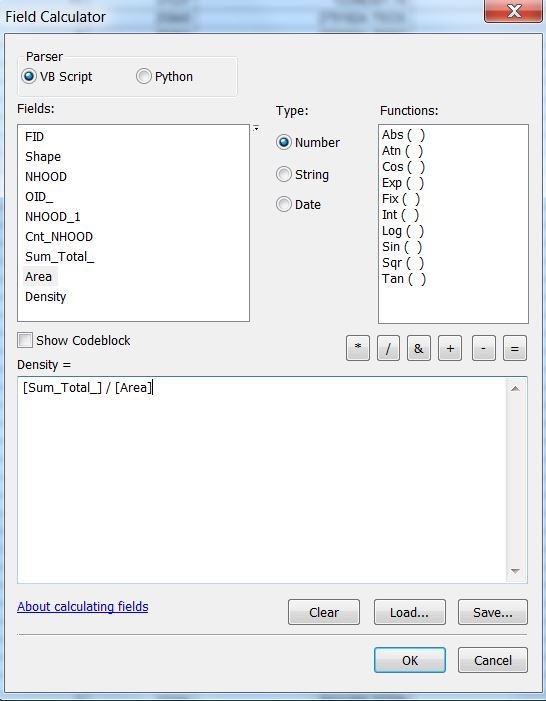 Field Calculator
Parser
VB Script Python
Fields: Type: Functions:
FID
Shape
NHOOD
OID_
NHOOD_1
Cnt_NHOOD
Sum_Total_
Area
Density
Number
String
Date
Abs ( )
Atn ( )
Cos ( )
Exp ( )
Fix ( )
Int ( )
Log ( )
Sin ( )
Sqr ( )
Tan ( )
Show Codeblock * / & + - =
Density =
[Sum_Total_] / [Area]
About calculating fields Clear Load... Save...
OK Cancel